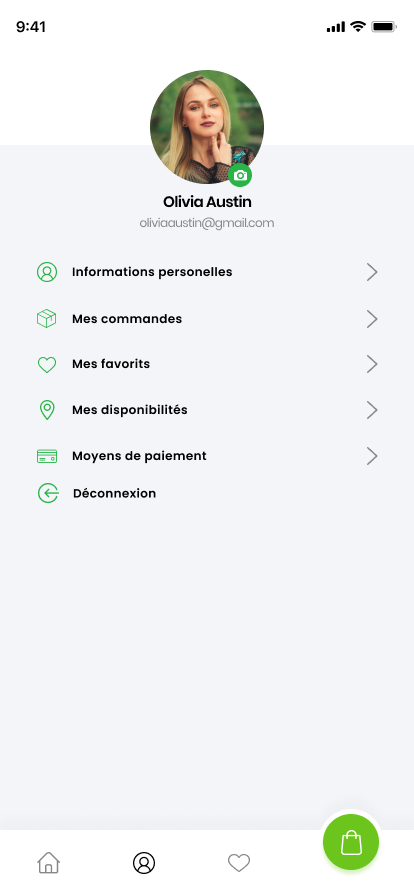 9:41
Olivia Austin
oliviaaustin@gmail.com
Informations personelles
Mes commandes
Mes favorits
Mes disponibilités
Moyens de paiement
Déconnexion